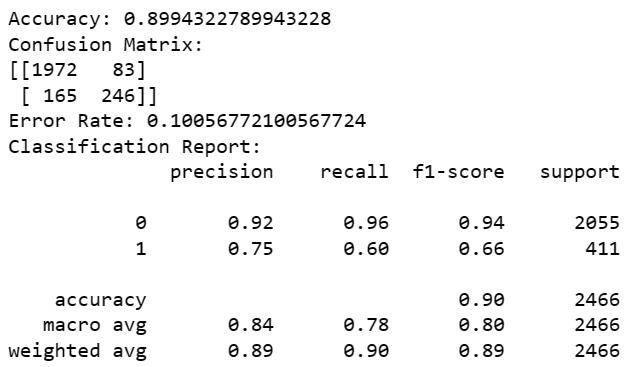 Accuracy: 0.8994322789943228
Confusion Matrix:
[[1972   83]
 [ 165  246]]
Error Rate: 0.10056772100567724
Classification Report:
              precision    recall  f1-score   support

           0       0.92      0.96      0.94      2055
           1       0.75      0.60      0.66       411

    accuracy                           0.90      2466
   macro avg       0.84      0.78      0.80      2466
weighted avg       0.89      0.90      0.89      2466